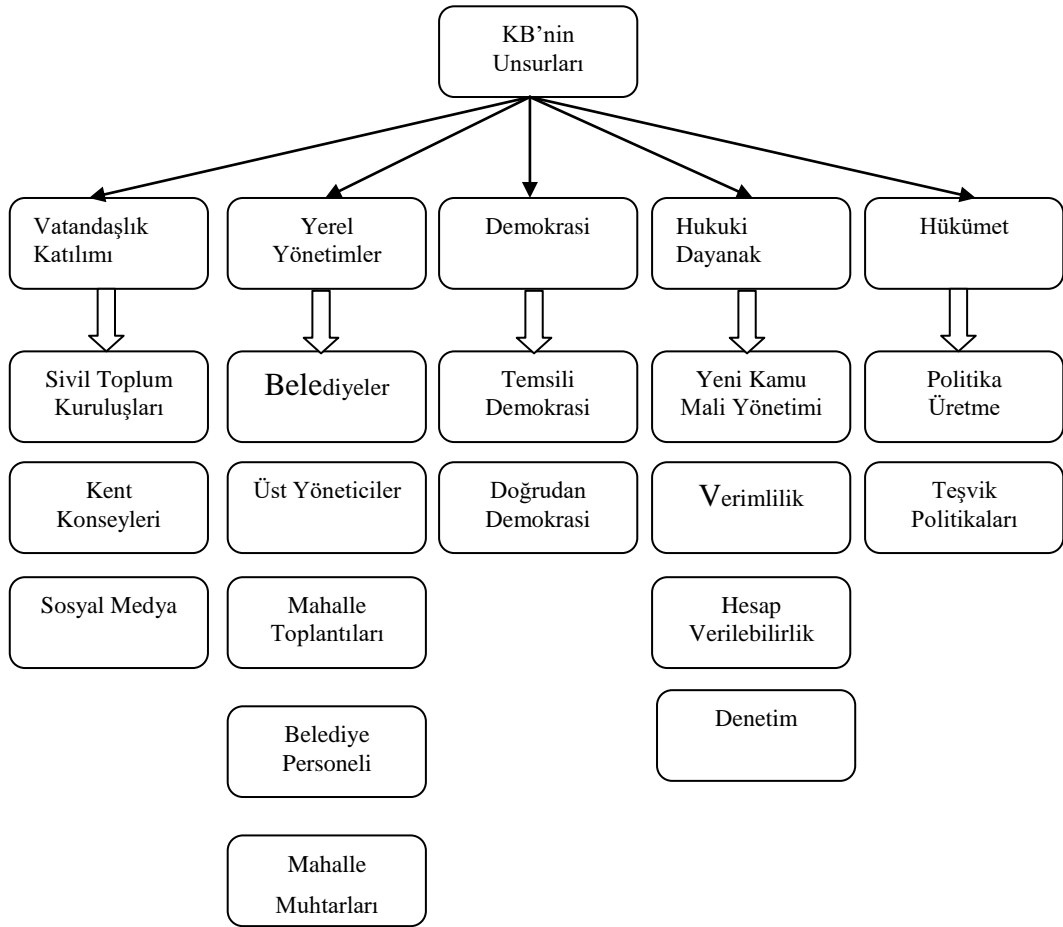 KB’nin
Unsurları
Vatandaşlık
Katılımı
Yerel
Yönetimler
Demokrasi
Hukuki
Dayanak
Hükümet
Sivil Toplum
Kuruluşları
Belediyeler
Temsili
Demokrasi
Yeni Kamu
Mali Yönetimi
Politika
Üretme
Kent
Konseyleri
Üst Yöneticiler
Doğrudan
Demokrasi
Verimlilik
Teşvik
Politikaları
Sosyal Medya
Mahalle
Toplantıları
Hesap
Verilebilirlik
Belediye
Personeli
Denetim
Mahalle
Muhtarları